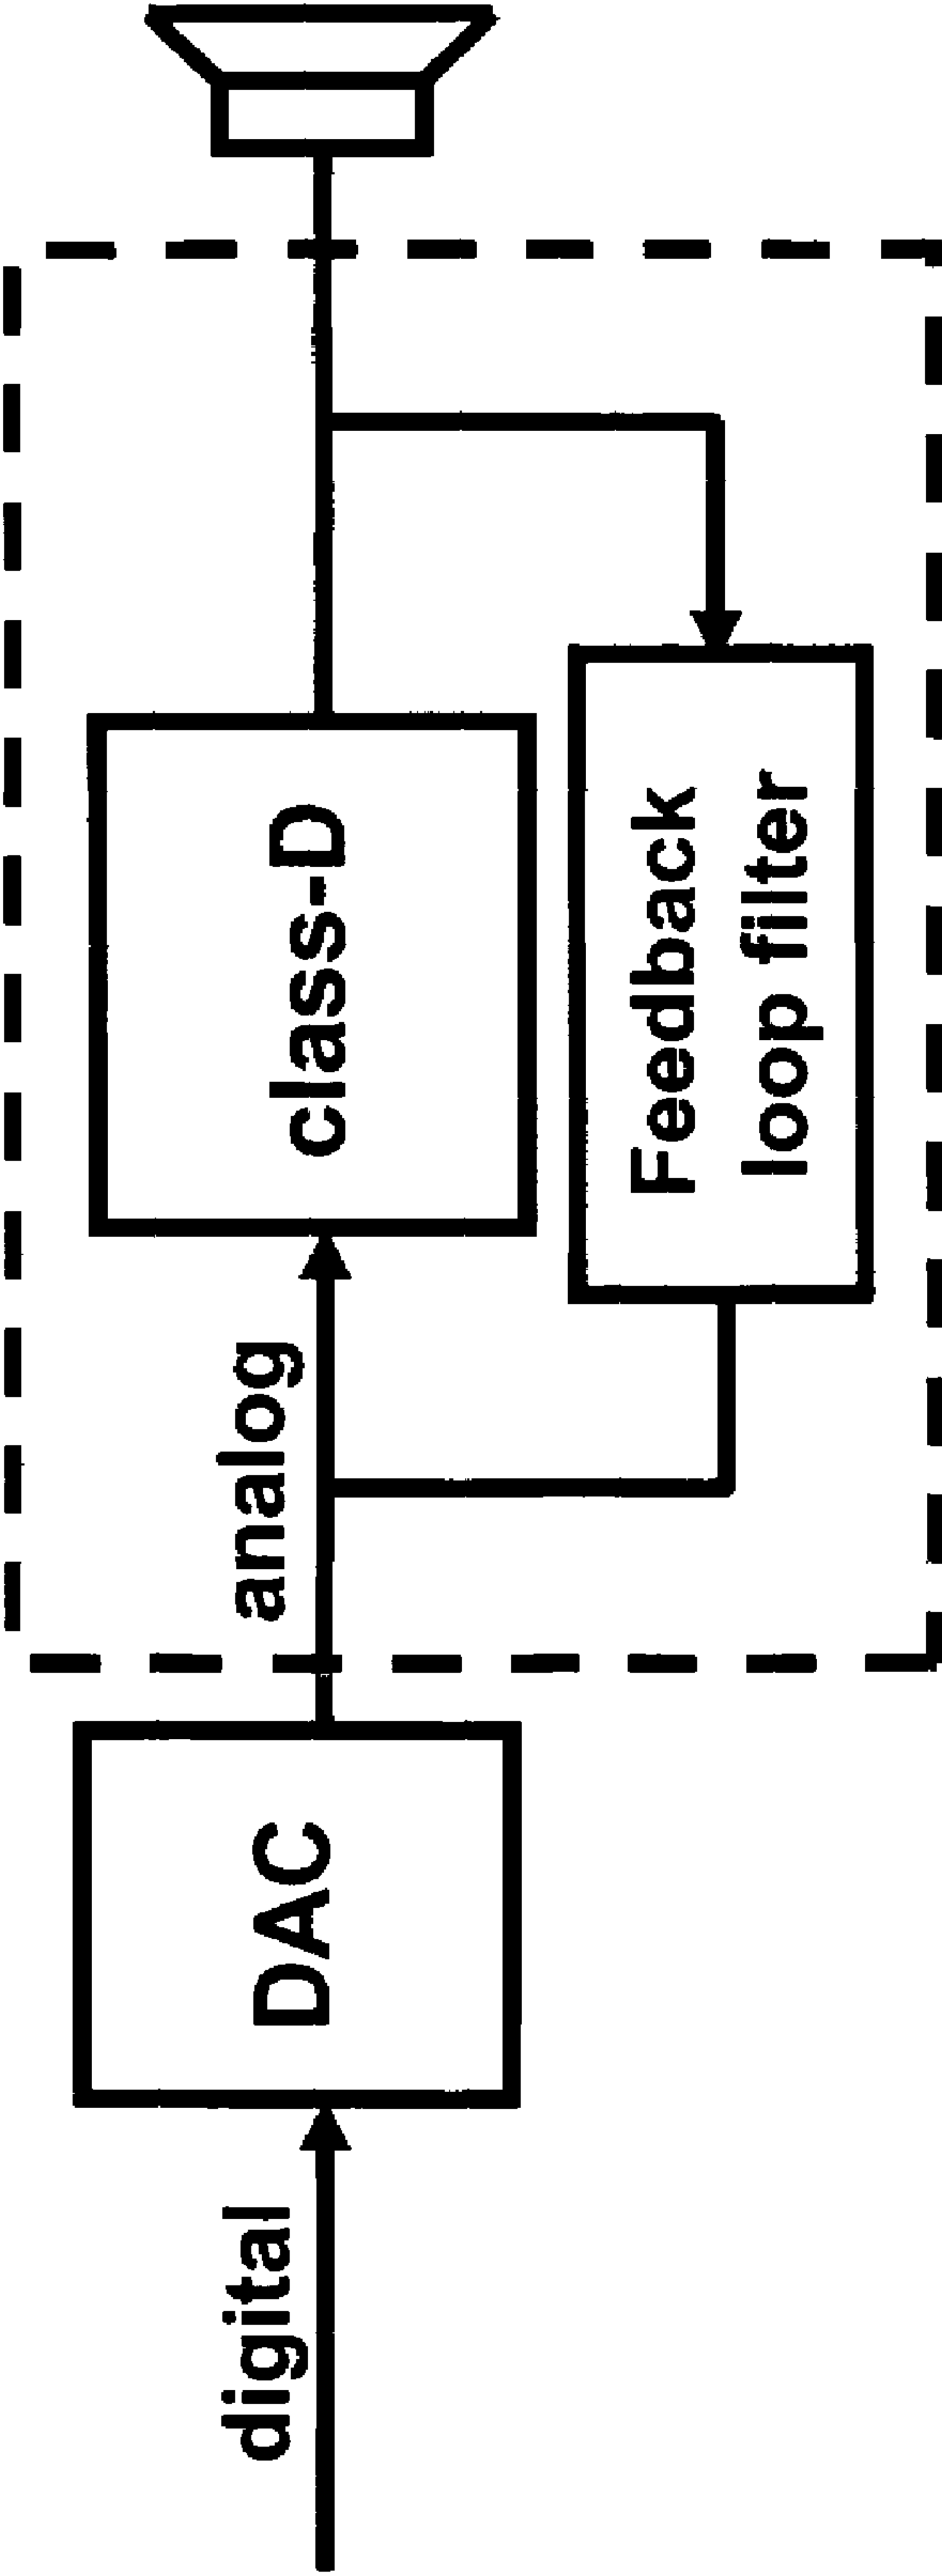 digital
DAC
analog
class-D
Feedback
loop filter